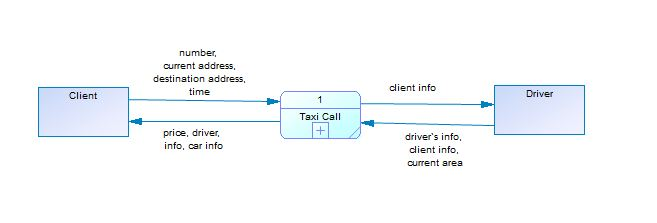 number,
current address,
destination address,
time
Client
1
Taxi Call
client info
Driver
price, driver,
info, car info
driver's info,
client info,
current area